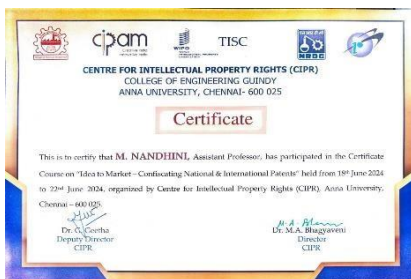 cipam
WIPO
TISC
NRDC
CENTRE FOR INTELLECTUAL PROPERTY RIGHTS (CIPR)
COLLEGE OF ENGINEERING GUINDY
ANNA UNIVERSITY, CHENNAI- 600 025
Certificate
This is to certify that M. NANDHINI, Assistant Professor, has participated in the Certificate
Course on "Idea to Market – Confiscating National & International Patents" held from 18th June 2024
to 22nd June 2024, organized by Centre for Intellectual Property Rights (CIPR), Anna University,
Chennai – 600 025.
Dr. G. Geetha
Deputy Director
CIPR
Dr. M.A. Bhagyaveni
Director
CIPR